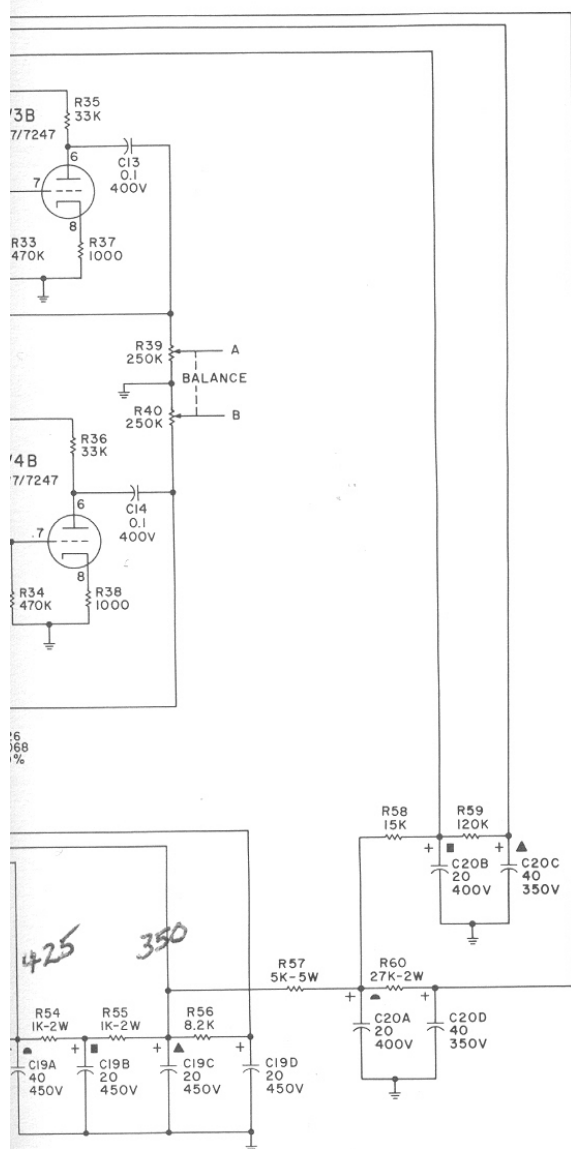 R35
33K
/3B
7/7247
6
C13
0.1
400V
7
8
R33
470K
R37
1000
R39
250K
A
BALANCE
R40
250K
B
R36
33K
/4B
7/7247
6
C14
0.1
400V
7
8
R34
470K
R38
1000
26
068
%
R58
15K
R59
120K
+
+
C20B
20
400V
C20C
40
350V
425
350
R57
5K-5W
R60
27K-2W
+
+
C20A
20
400V
C20D
40
350V
R54
1K-2W
R55
1K-2W
R56
8.2K
+
+
+
C19A
40
450V
C19B
20
450V
C19C
20
450V
C19D
20
450V